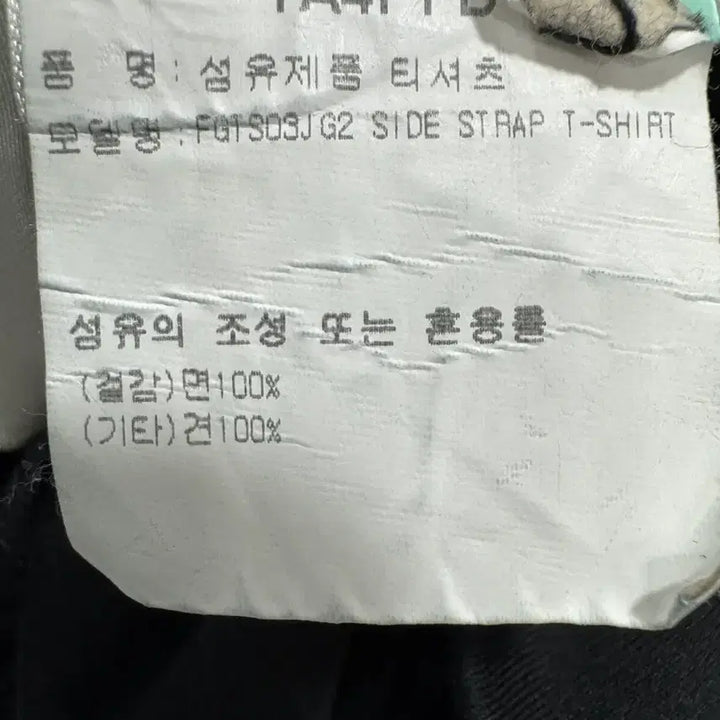 품 명 : 섬유제품 티셔츠
모델명 : FG1S03JG2 SIDE STRAP T-SHIRT
섬유의 조성 또는 혼용률
(겉감)면100%
(기타)견100%